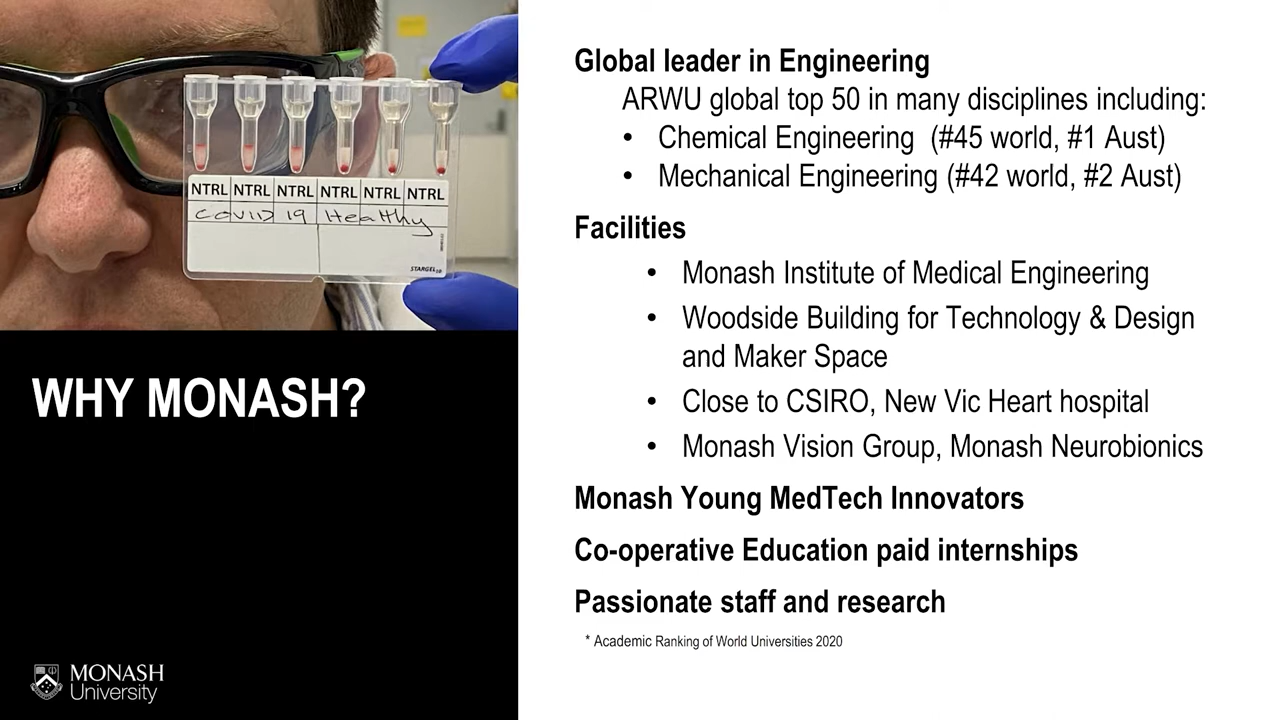 NTRL NTRL NTRL NTRL NTRL NTRL
COVID 19 Healthy
STARGEL10
WHY MONASH?
MONASH
University
Global leader in Engineering
ARWU global top 50 in many disciplines including:
• Chemical Engineering (#45 world, #1 Aust)
• Mechanical Engineering (#42 world, #2 Aust)
Facilities
• Monash Institute of Medical Engineering
• Woodside Building for Technology & Design
and Maker Space
• Close to CSIRO, New Vic Heart hospital
• Monash Vision Group, Monash Neurobionics
Monash Young MedTech Innovators
Co-operative Education paid internships
Passionate staff and research
* Academic Ranking of World Universities 2020